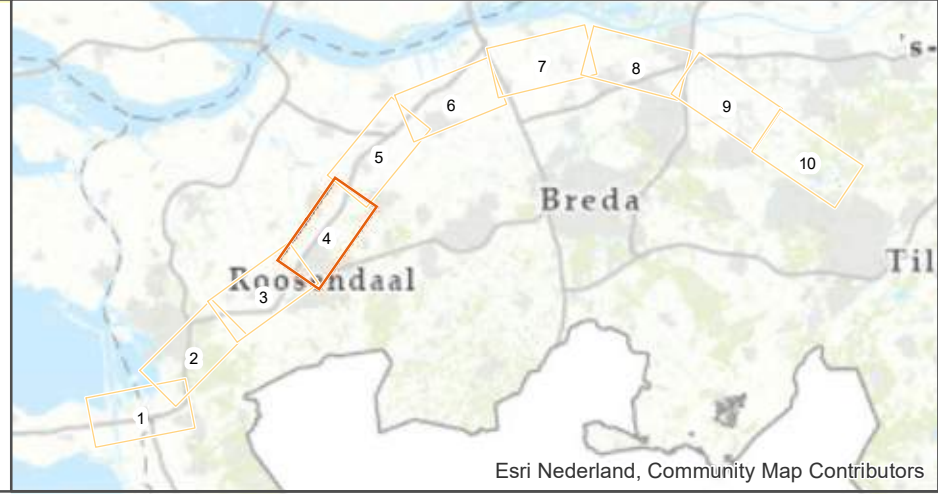 's-
7
8
6
9
5
10
Breda
4
Til
Roosendaal
3
2
1
Esri Nederland, Community Map Contributors